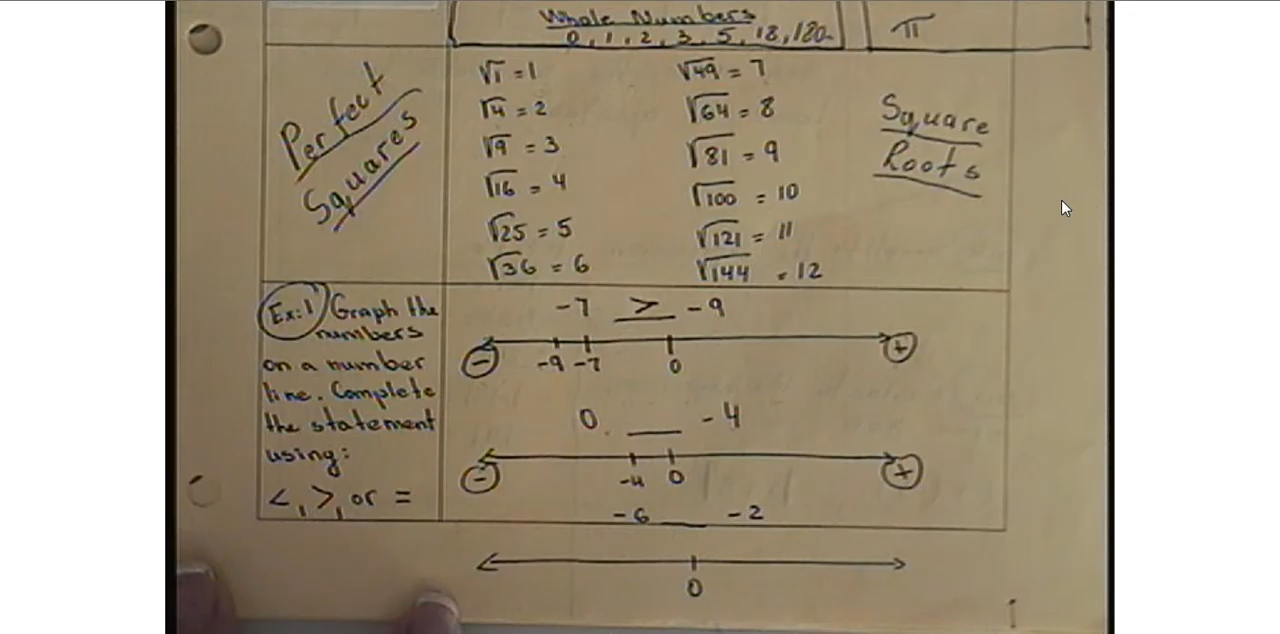 Whole Numbers
0, 1, 2, 3, 5, 18, 180
π
Perfect
Squares
√1 = 1
√4 = 2
√9 = 3
√16 = 4
√25 = 5
√36 = 6
√49 = 7
√64 = 8
√81 = 9
√100 = 10
√121 = 11
√144 = 12
Square
Roots
Ex:1 Graph the
numbers
on a number
line. Complete
the statement
using:
<, >, or =
-7 > -9
- -9 -7 0 +
0 ___ -4
- -4 0 +
-6 ___ -2
0